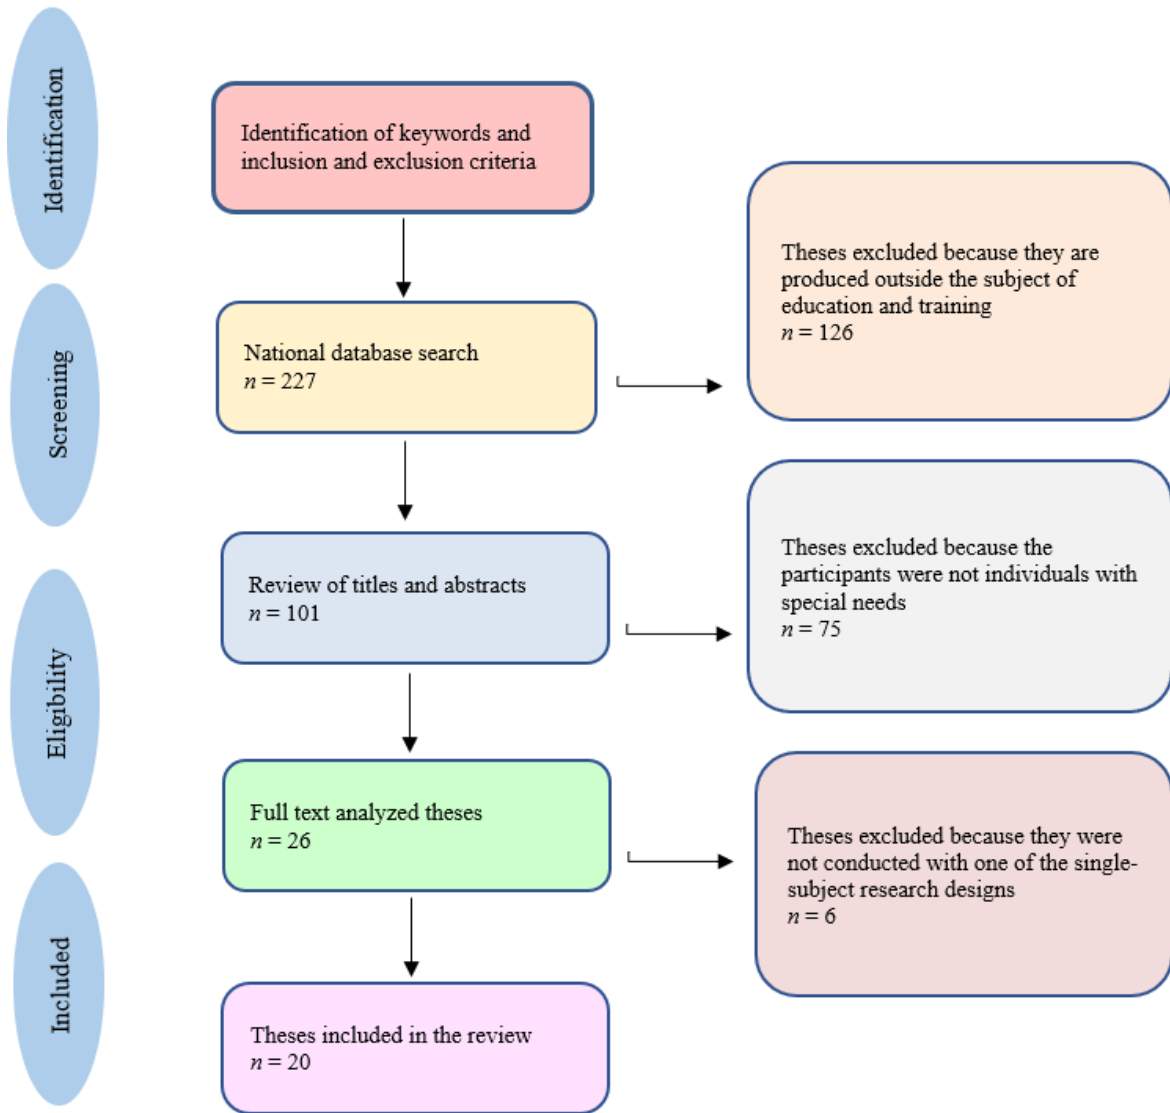 Identification
Identification of keywords and
inclusion and exclusion criteria
Theses excluded because they are
produced outside the subject of
education and training
n = 126
Screening
National database search
n = 227
Theses excluded because the
participants were not individuals with
special needs
n = 75
Eligibility
Review of titles and abstracts
n = 101
Full text analyzed theses
n = 26
Theses excluded because they were
not conducted with one of the single-
subject research designs
n = 6
Included
Theses included in the review
n = 20